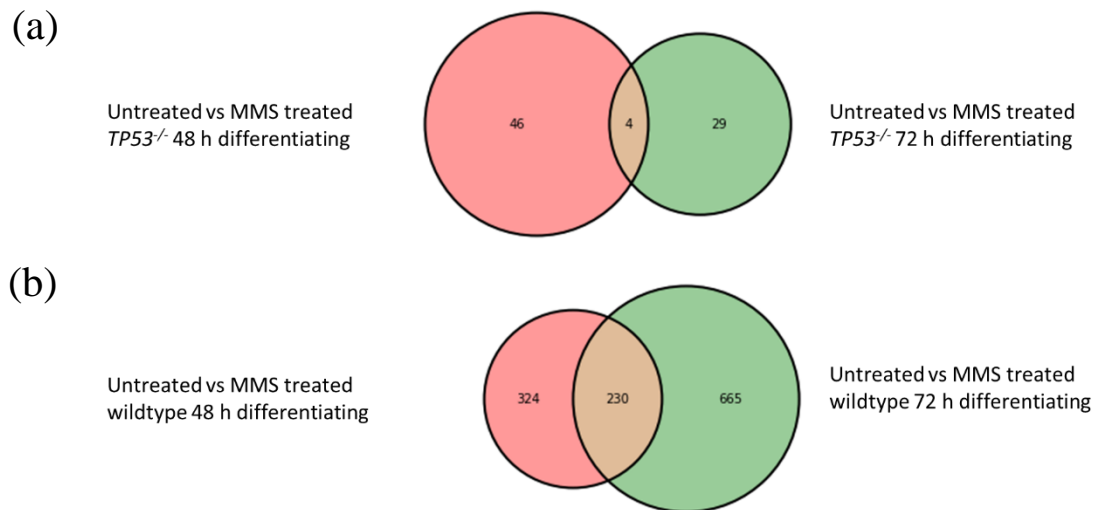 (a)
Untreated vs MMS treated
TP53-/- 48 h differentiating
46
4
29
Untreated vs MMS treated
TP53-/- 72 h differentiating
(b)
Untreated vs MMS treated
wildtype 48 h differentiating
324
230
665
Untreated vs MMS treated
wildtype 72 h differentiating